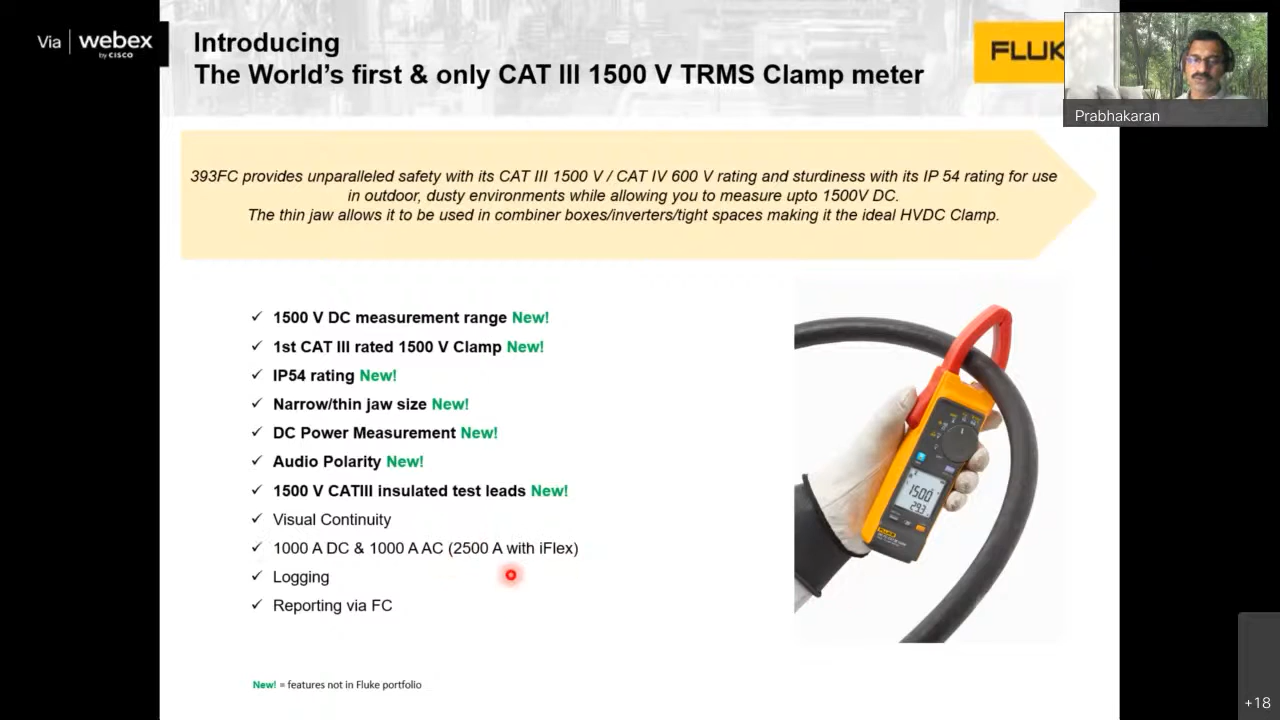 Via | webex
by CISCO
Introducing
The World's first & only CAT III 1500 V TRMS Clamp meter
FLUK
Prabhakaran
393FC provides unparalleled safety with its CAT III 1500 V / CAT IV 600 V rating and sturdiness with its IP 54 rating for use
in outdoor, dusty environments while allowing you to measure upto 1500V DC.
The thin jaw allows it to be used in combiner boxes/inverters/tight spaces making it the ideal HVDC Clamp.
✓ 1500 V DC measurement range New!
✓ 1st CAT III rated 1500 V Clamp New!
✓ IP54 rating New!
✓ Narrow/thin jaw size New!
✓ DC Power Measurement New!
✓ Audio Polarity New!
✓ 1500 V CATIII insulated test leads New!
✓ Visual Continuity
✓ 1000 A DC & 1000 A AC (2500 A with iFlex)
✓ Logging
✓ Reporting via FC
1500
293
FLUKE
New! = features not in Fluke portfolio
+18